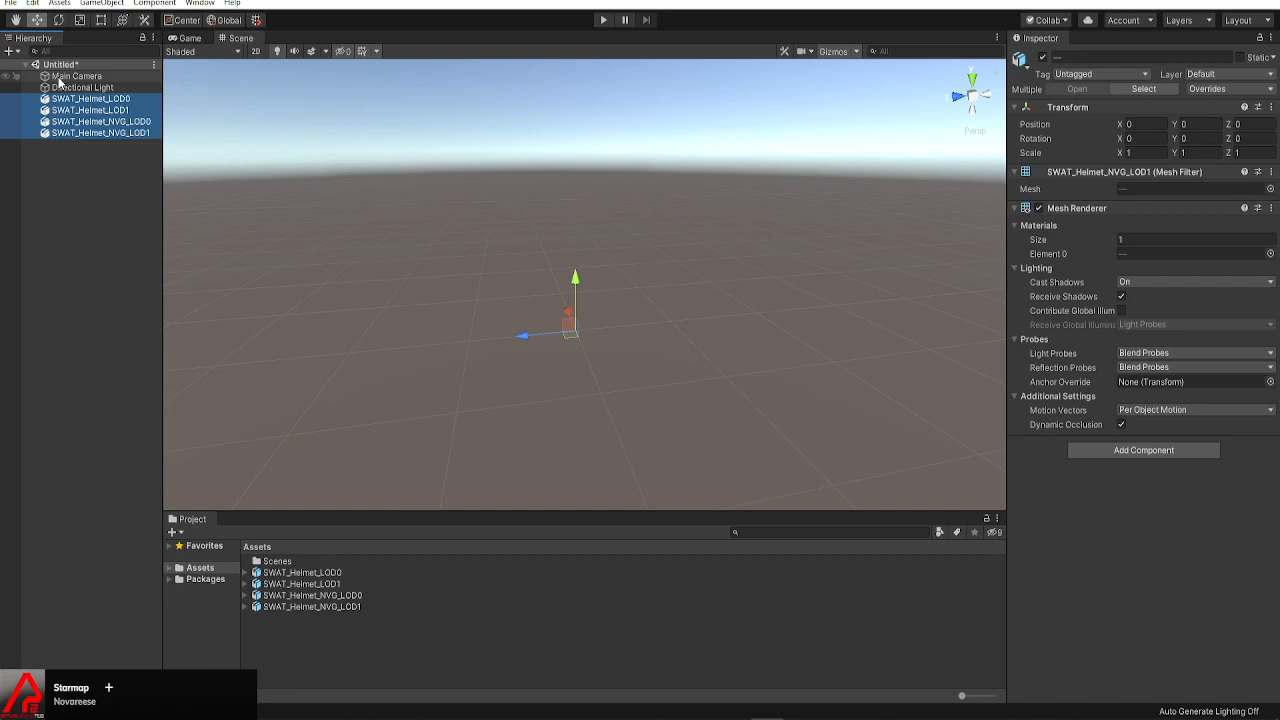 File Edit Assets GameObject Component Window Help
Center Global Collab Account Layers Layout
Hierarchy Game Scene Inspector
All Shaded 2D Gizmos All — Static
Untitled* Tag Untagged Layer Default
Main Camera Multiple Open Select Overrides
Directional Light
SWAT_Helmet_LOD0 Transform
SWAT_Helmet_LOD1
SWAT_Helmet_NVG_LOD0 Position X 0 Y 0 Z 0
SWAT_Helmet_NVG_LOD1 Rotation X 0 Y 0 Z 0
y z Persp Scale X 1 Y 1 Z 1
SWAT_Helmet_NVG_LOD1 (Mesh Filter)
Mesh —
Mesh Renderer
Materials
Size 1
Element 0 —
Lighting
Cast Shadows On
Receive Shadows
Contribute Global Illum
Receive Global Illumina Light Probes
Probes
Light Probes Blend Probes
Reflection Probes Blend Probes
Anchor Override None (Transform)
Additional Settings
Motion Vectors Per Object Motion
Dynamic Occlusion
Add Component
Project
9
Favorites Assets
Scenes
Assets SWAT_Helmet_LOD0
Packages SWAT_Helmet_LOD1
SWAT_Helmet_NVG_LOD0
SWAT_Helmet_NVG_LOD1
Starmap +
Novareese
Auto Generate Lighting Off